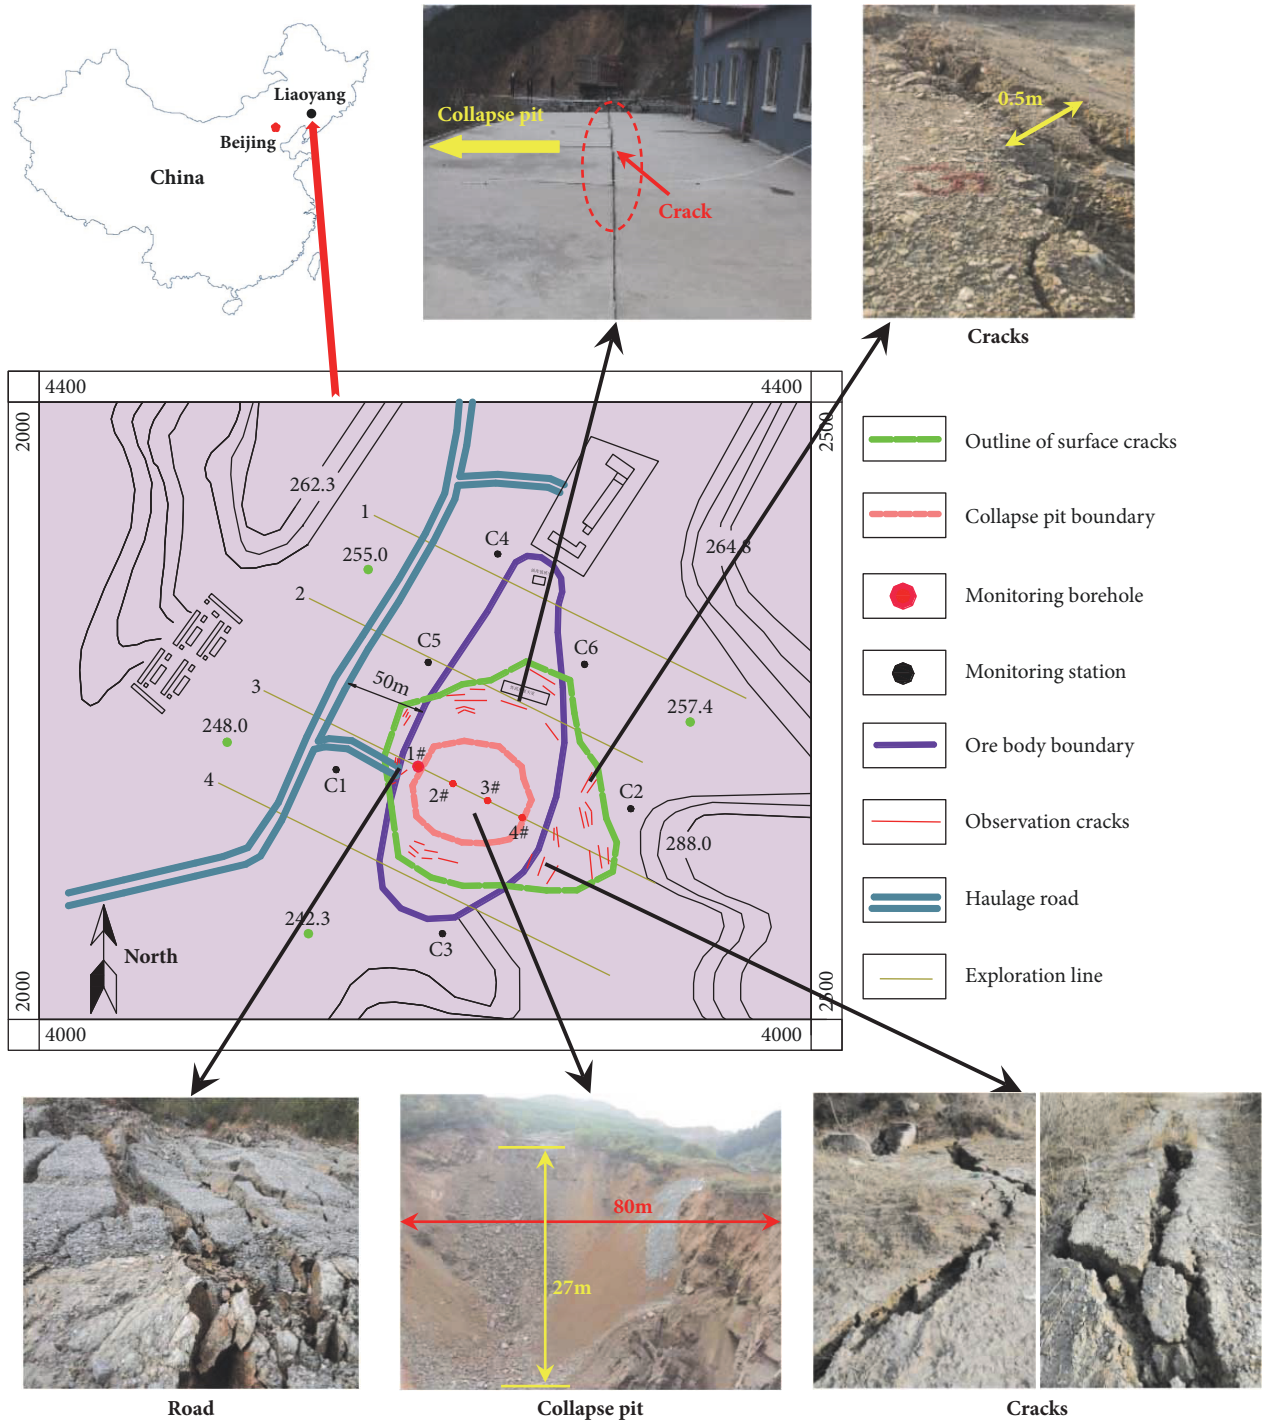 Liaoyang
Beijing
China
Collapse pit
Crack
0.5m
Cracks
4400
4400
2000
2500
262.3
1
255.0
C4
264.8
2
C5
C6
50m
3
257.4
248.0
1#
C1
4
2#
3#
C2
4#
288.0
242.3
C3
North
2000
2500
4000
4000
Outline of surface cracks
Collapse pit boundary
Monitoring borehole
Monitoring station
Ore body boundary
Observation cracks
Haulage road
Exploration line
80m
27m
Road
Collapse pit
Cracks